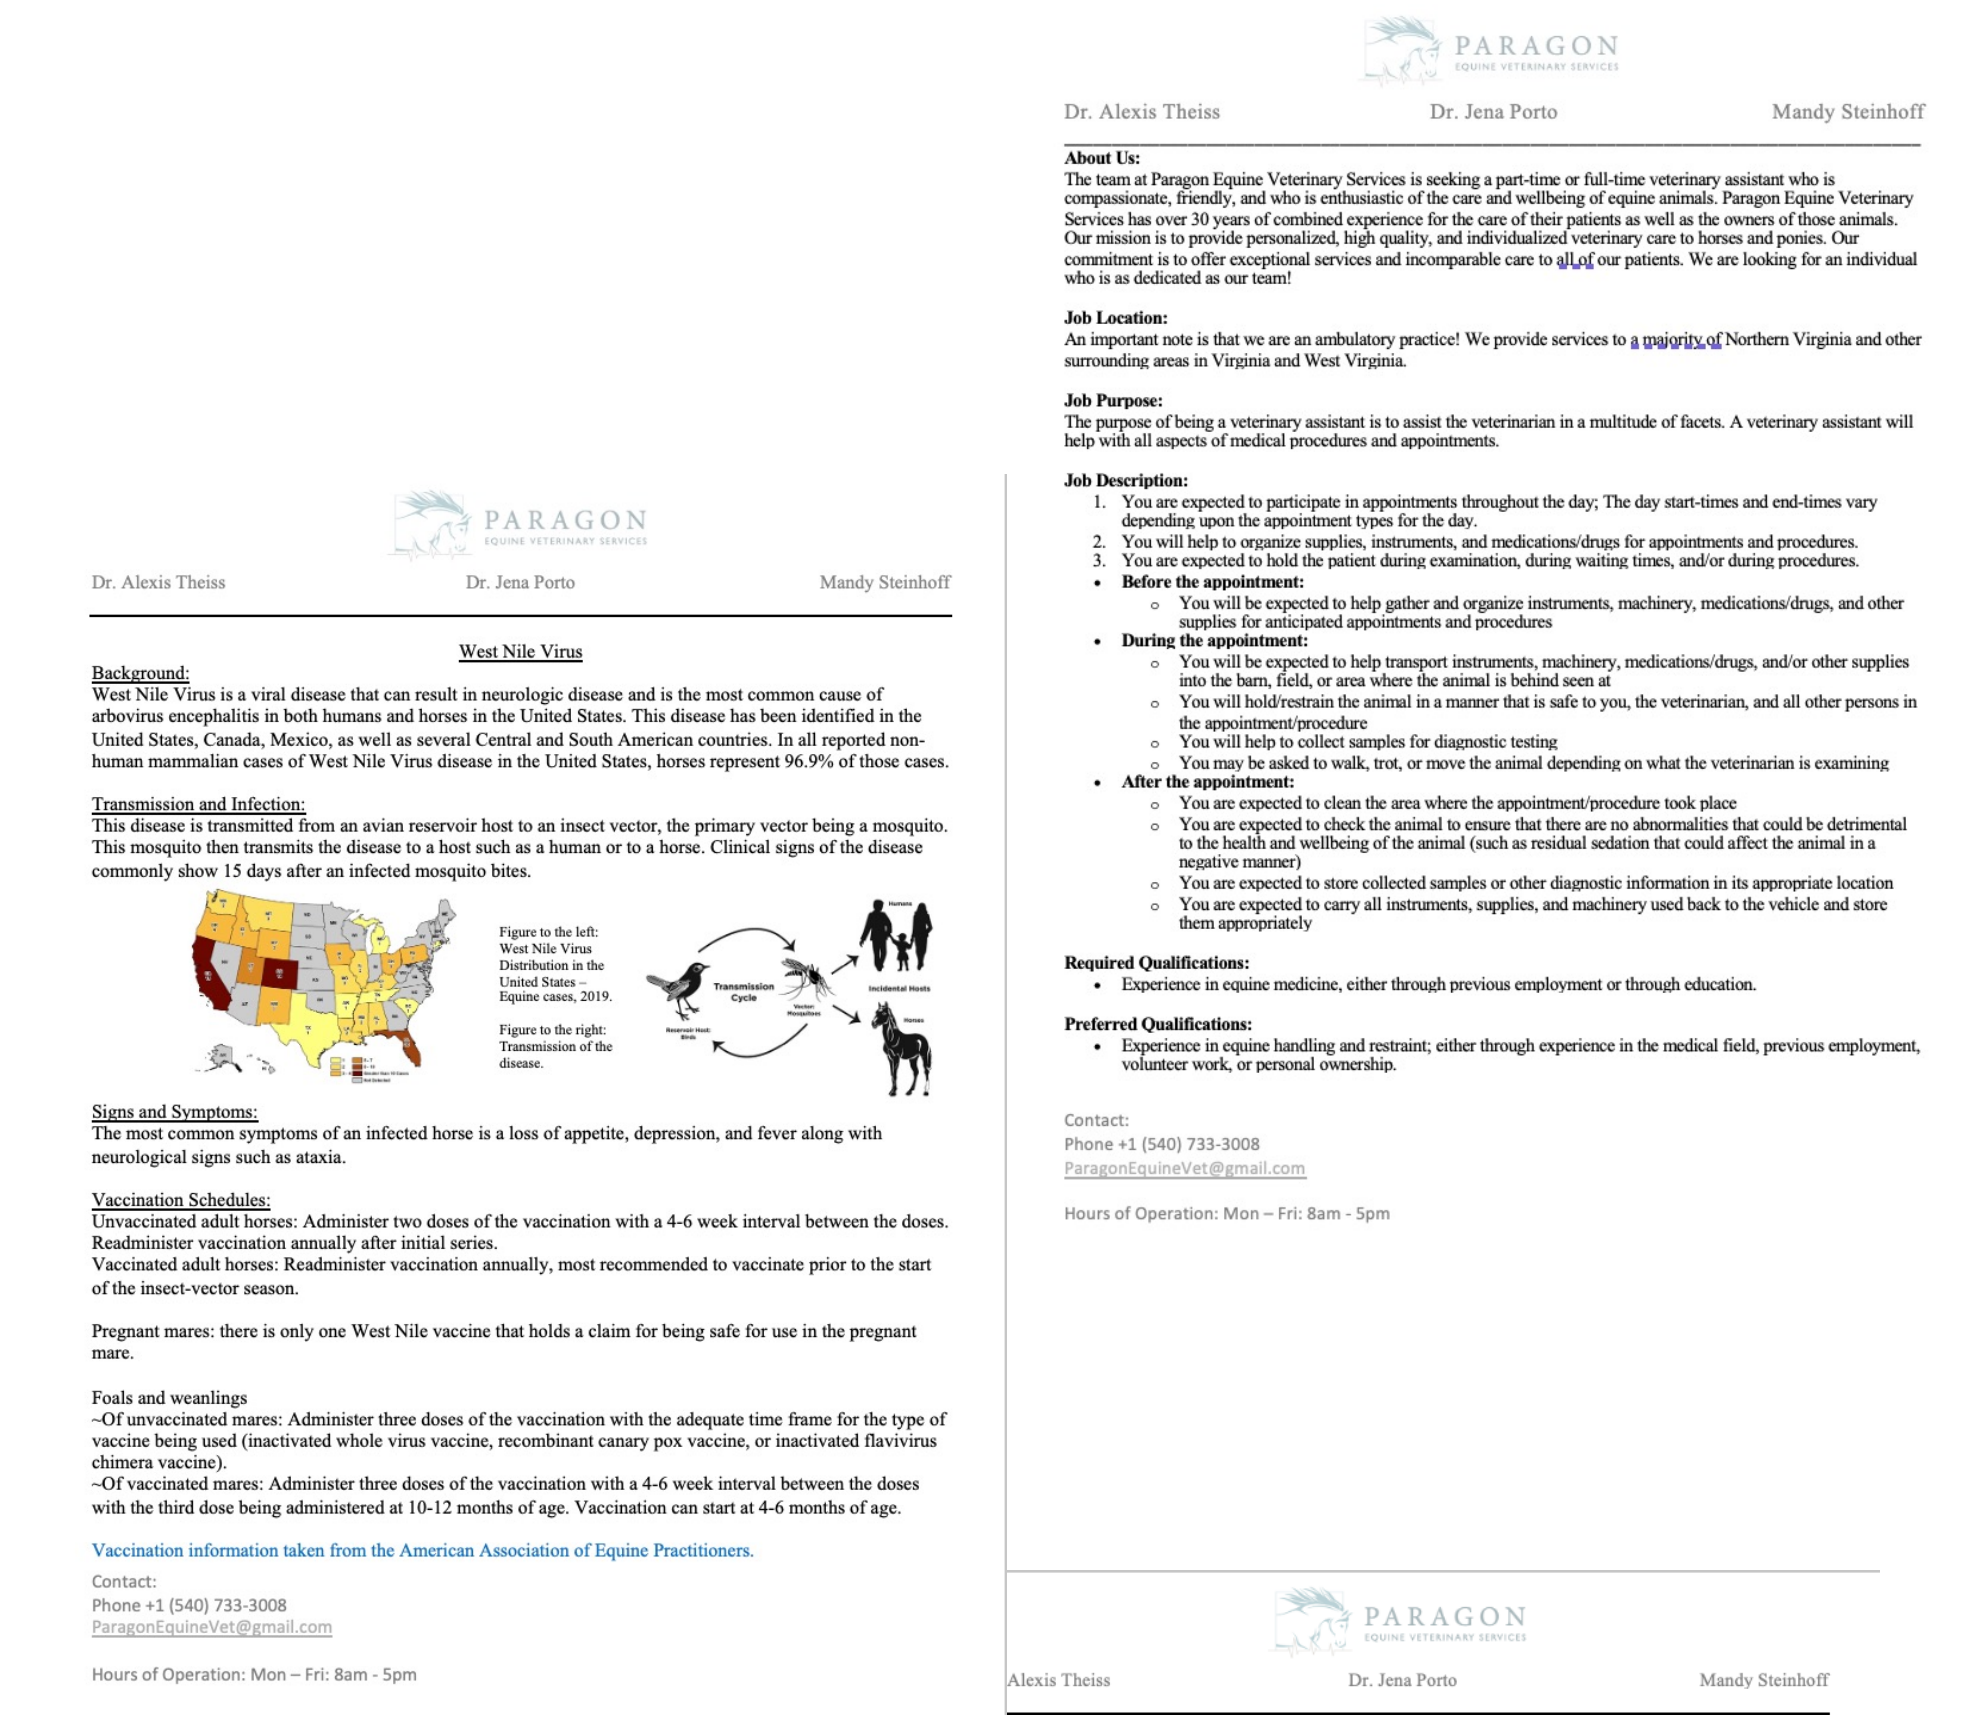 PARAGON
EQUINE VETERINARY SERVICES
Dr. Alexis Theiss Dr. Jena Porto Mandy Steinhoff
West Nile Virus
Background:
West Nile Virus is a viral disease that can result in neurologic disease and is the most common cause of
arbovirus encephalitis in both humans and horses in the United States. This disease has been identified in the
United States, Canada, Mexico, as well as several Central and South American countries. In all reported non-
human mammalian cases of West Nile Virus disease in the United States, horses represent 96.9% of those cases.
Transmission and Infection:
This disease is transmitted from an avian reservoir host to an insect vector, the primary vector being a mosquito.
This mosquito then transmits the disease to a host such as a human or to a horse. Clinical signs of the disease
commonly show 15 days after an infected mosquito bites.
Figure to the left:
West Nile Virus
Distribution in the
United States –
Equine cases, 2019.
Figure to the right:
Transmission of the
disease.
Humans
Transmission
Cycle
Incidental Hosts
Vector:
Mosquitoes
Reservoir Host:
Birds
Horses
Signs and Symptoms:
The most common symptoms of an infected horse is a loss of appetite, depression, and fever along with
neurological signs such as ataxia.
Vaccination Schedules:
Unvaccinated adult horses: Administer two doses of the vaccination with a 4-6 week interval between the doses.
Readminister vaccination annually after initial series.
Vaccinated adult horses: Readminister vaccination annually, most recommended to vaccinate prior to the start
of the insect-vector season.
Pregnant mares: there is only one West Nile vaccine that holds a claim for being safe for use in the pregnant
mare.
Foals and weanlings
~Of unvaccinated mares: Administer three doses of the vaccination with the adequate time frame for the type of
vaccine being used (inactivated whole virus vaccine, recombinant canary pox vaccine, or inactivated flavivirus
chimera vaccine).
~Of vaccinated mares: Administer three doses of the vaccination with a 4-6 week interval between the doses
with the third dose being administered at 10-12 months of age. Vaccination can start at 4-6 months of age.
Vaccination information taken from the American Association of Equine Practitioners.
Contact:
Phone +1 (540) 733-3008
ParagonEquineVet@gmail.com
Hours of Operation: Mon – Fri: 8am - 5pm
PARAGON
EQUINE VETERINARY SERVICES
Dr. Alexis Theiss Dr. Jena Porto Mandy Steinhoff
About Us:
The team at Paragon Equine Veterinary Services is seeking a part-time or full-time veterinary assistant who is
compassionate, friendly, and who is enthusiastic of the care and wellbeing of equine animals. Paragon Equine Veterinary
Services has over 30 years of combined experience for the care of their patients as well as the owners of those animals.
Our mission is to provide personalized, high quality, and individualized veterinary care to horses and ponies. Our
commitment is to offer exceptional services and incomparable care to all of our patients. We are looking for an individual
who is as dedicated as our team!
Job Location:
An important note is that we are an ambulatory practice! We provide services to a majority of Northern Virginia and other
surrounding areas in Virginia and West Virginia.
Job Purpose:
The purpose of being a veterinary assistant is to assist the veterinarian in a multitude of facets. A veterinary assistant will
help with all aspects of medical procedures and appointments.
Job Description:
1. You are expected to participate in appointments throughout the day; The day start-times and end-times vary
depending upon the appointment types for the day.
2. You will help to organize supplies, instruments, and medications/drugs for appointments and procedures.
3. You are expected to hold the patient during examination, during waiting times, and/or during procedures.
• Before the appointment:
o You will be expected to help gather and organize instruments, machinery, medications/drugs, and other
supplies for anticipated appointments and procedures
• During the appointment:
o You will be expected to help transport instruments, machinery, medications/drugs, and/or other supplies
into the barn, field, or area where the animal is behind seen at
o You will hold/restrain the animal in a manner that is safe to you, the veterinarian, and all other persons in
the appointment/procedure
o You will help to collect samples for diagnostic testing
o You may be asked to walk, trot, or move the animal depending on what the veterinarian is examining
• After the appointment:
o You are expected to clean the area where the appointment/procedure took place
o You are expected to check the animal to ensure that there are no abnormalities that could be detrimental
to the health and wellbeing of the animal (such as residual sedation that could affect the animal in a
negative manner)
o You are expected to store collected samples or other diagnostic information in its appropriate location
o You are expected to carry all instruments, supplies, and machinery used back to the vehicle and store
them appropriately
Required Qualifications:
• Experience in equine medicine, either through previous employment or through education.
Preferred Qualifications:
• Experience in equine handling and restraint; either through experience in the medical field, previous employment,
volunteer work, or personal ownership.
Contact:
Phone +1 (540) 733-3008
ParagonEquineVet@gmail.com
Hours of Operation: Mon – Fri: 8am - 5pm
PARAGON
EQUINE VETERINARY SERVICES
Alexis Theiss Dr. Jena Porto Mandy Steinhoff